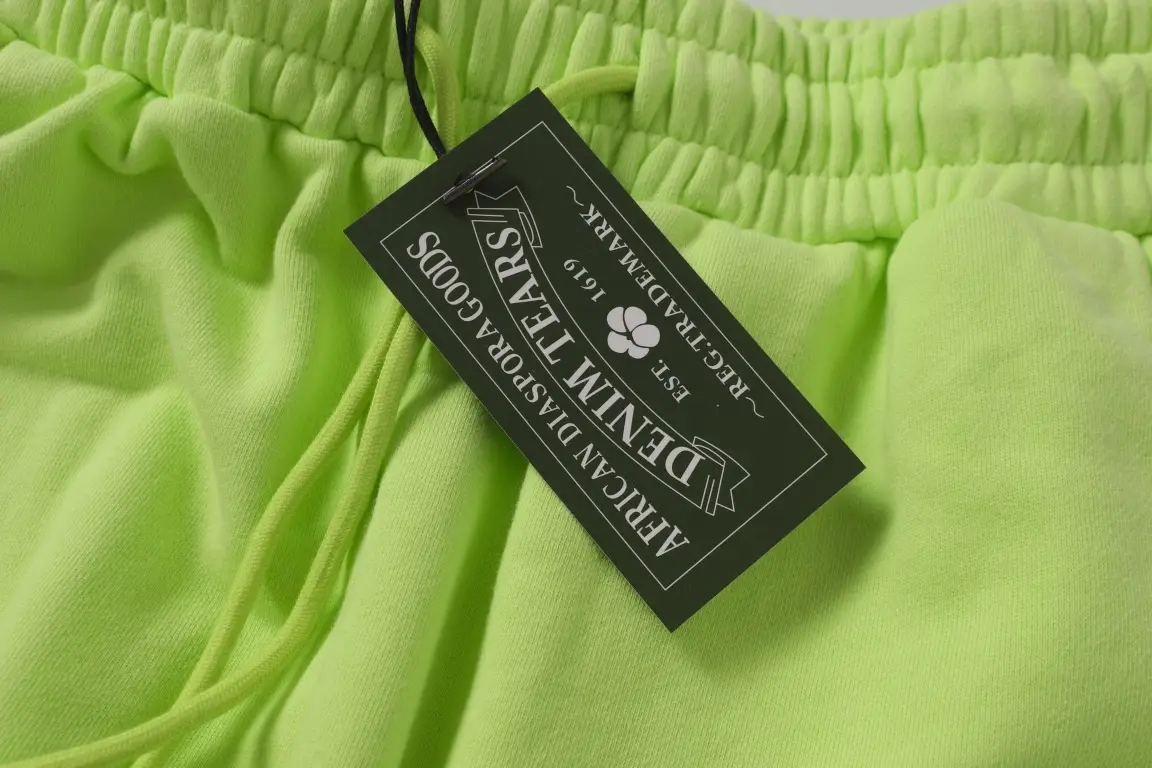 AFRICAN DIASPORA GOODS
DENIM TEARS
EST. 1619
~REG.TRADEMARK~